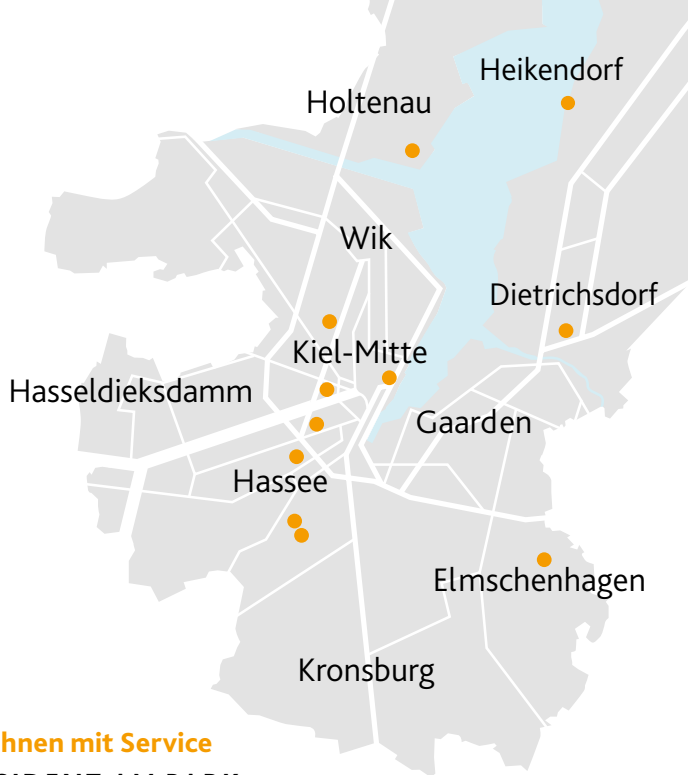 Heikendorf
Holtenau
Wik
Dietrichsdorf
Kiel-Mitte
Hasseldieksdamm
Gaarden
Hassee
Elmschenhagen
Kronsburg
hnen mit Service